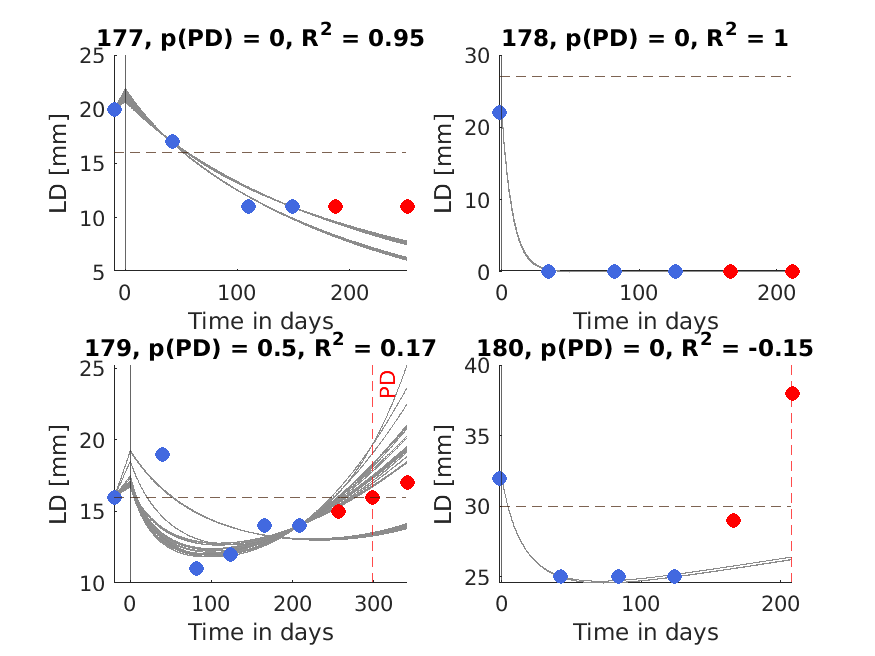 177, p(PD) = 0, R² = 0.95
25
20
15
10
5
LD [mm]
0
100
200
Time in days
178, p(PD) = 0, R² = 1
30
20
10
0
LD [mm]
0
100
200
Time in days
179, p(PD) = 0.5, R² = 0.17
25
20
15
10
LD [mm]
PD
0
100
200
300
Time in days
180, p(PD) = 0, R² = -0.15
40
35
30
25
LD [mm]
0
100
200
Time in days